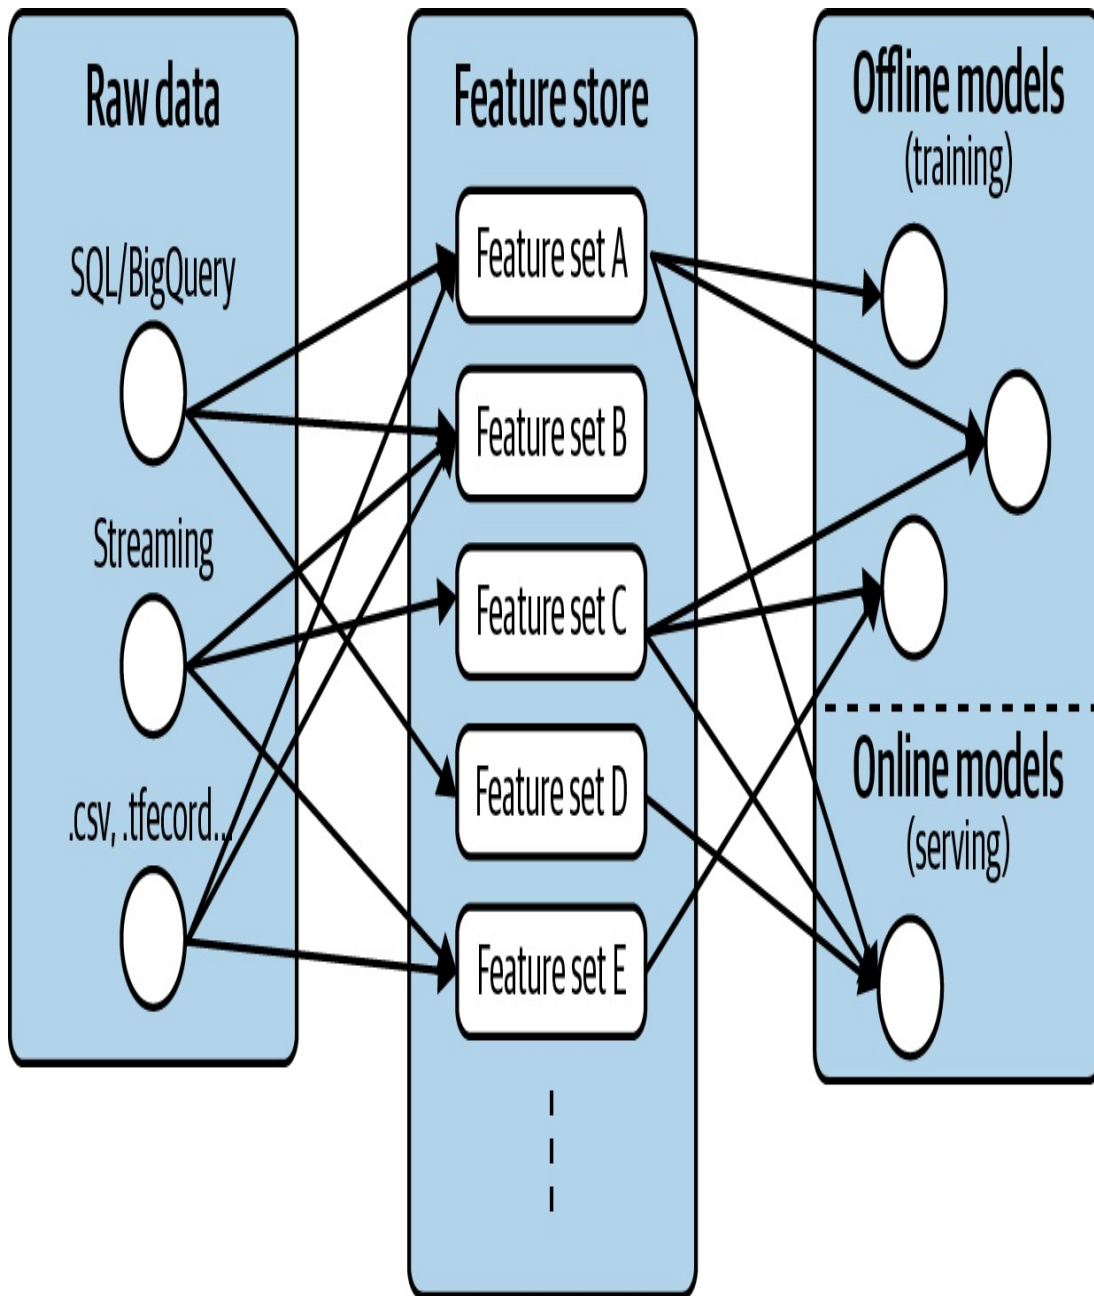 Raw data
SQL/BigQuery
Streaming
.csv, .tfecord...
Feature store
Feature set A
Feature set B
Feature set C
Feature set D
Feature set E
Offline models
(training)
Online models
(serving)